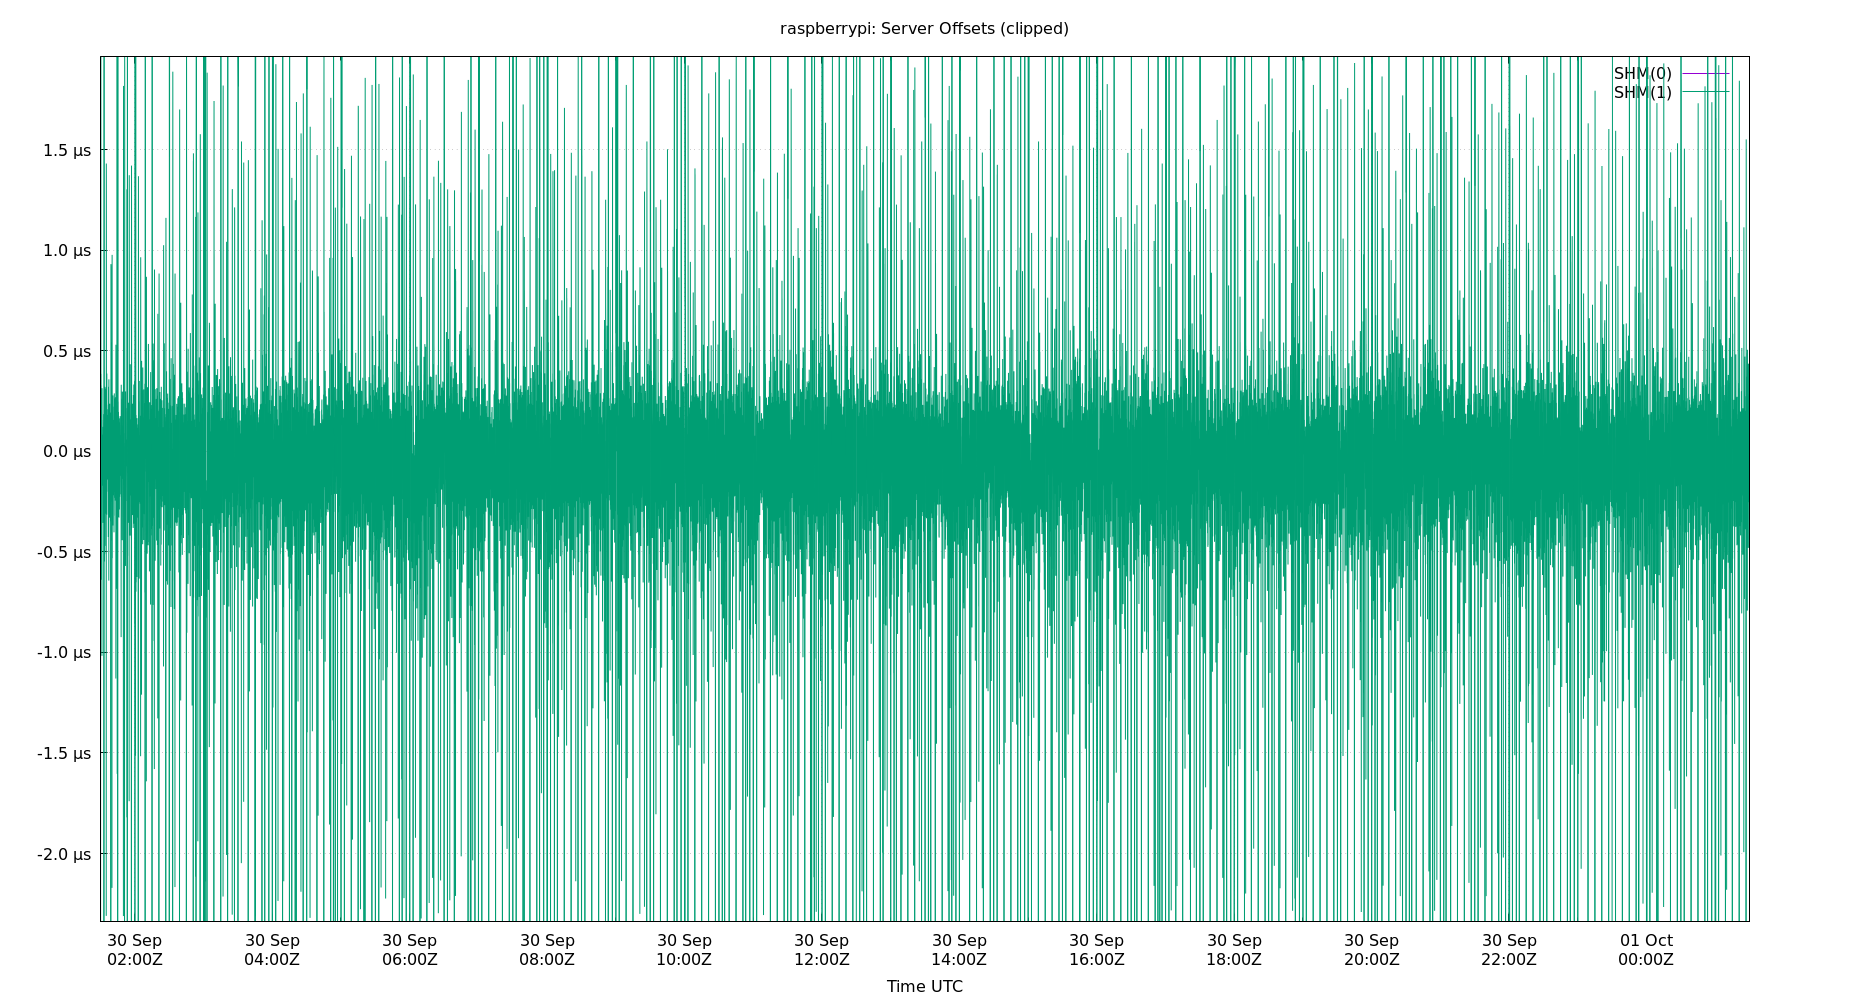 raspberrypi: Server Offsets (clipped)
SHM(0)
SHM(1)
1.5 µs
1.0 µs
0.5 µs
0.0 µs
-0.5 µs
-1.0 µs
-1.5 µs
-2.0 µs
30 Sep 30 Sep 30 Sep 30 Sep 30 Sep 30 Sep 30 Sep 30 Sep 30 Sep 30 Sep 30 Sep 01 Oct
02:00Z 04:00Z 06:00Z 08:00Z 10:00Z 12:00Z 14:00Z 16:00Z 18:00Z 20:00Z 22:00Z 00:00Z
Time UTC